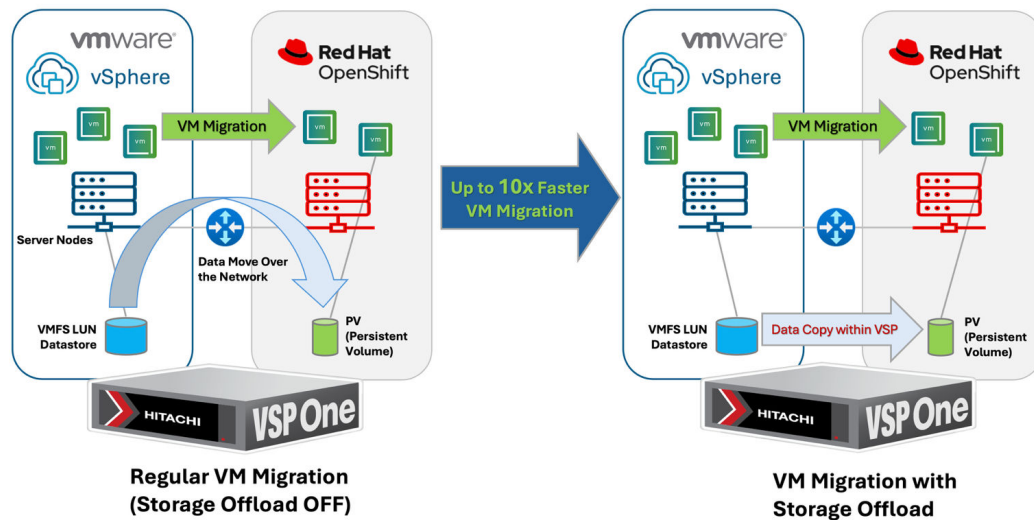 vmware®
vSphere
Red Hat
OpenShift
vm
vm
vm
VM Migration
vm
vm
Server Nodes
Data Move Over
the Network
VMFS LUN
Datastore
PV
(Persistent
Volume)
HITACHI
VSP One
Regular VM Migration
(Storage Offload OFF)
Up to 10x Faster
VM Migration
vmware®
vSphere
Red Hat
OpenShift
vm
vm
vm
VM Migration
vm
vm
VMFS LUN
Datastore
Data Copy within VSP
PV
(Persistent
Volume)
HITACHI
VSP One
VM Migration with
Storage Offload